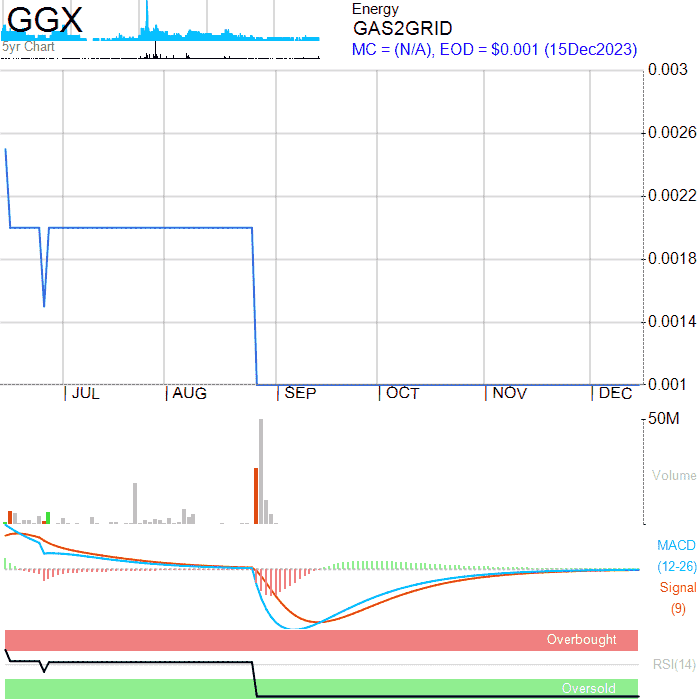 GGX
5yr Chart
Energy
GAS2GRID
MC = (N/A), EOD = $0.001 (15Dec2023)
0.003
0.0026
0.0022
0.0018
0.0014
0.001
JUL AUG SEP OCT NOV DEC
50M
Volume
MACD
(12-26)
Signal
(9)
Overbought
RSI(14)
Oversold